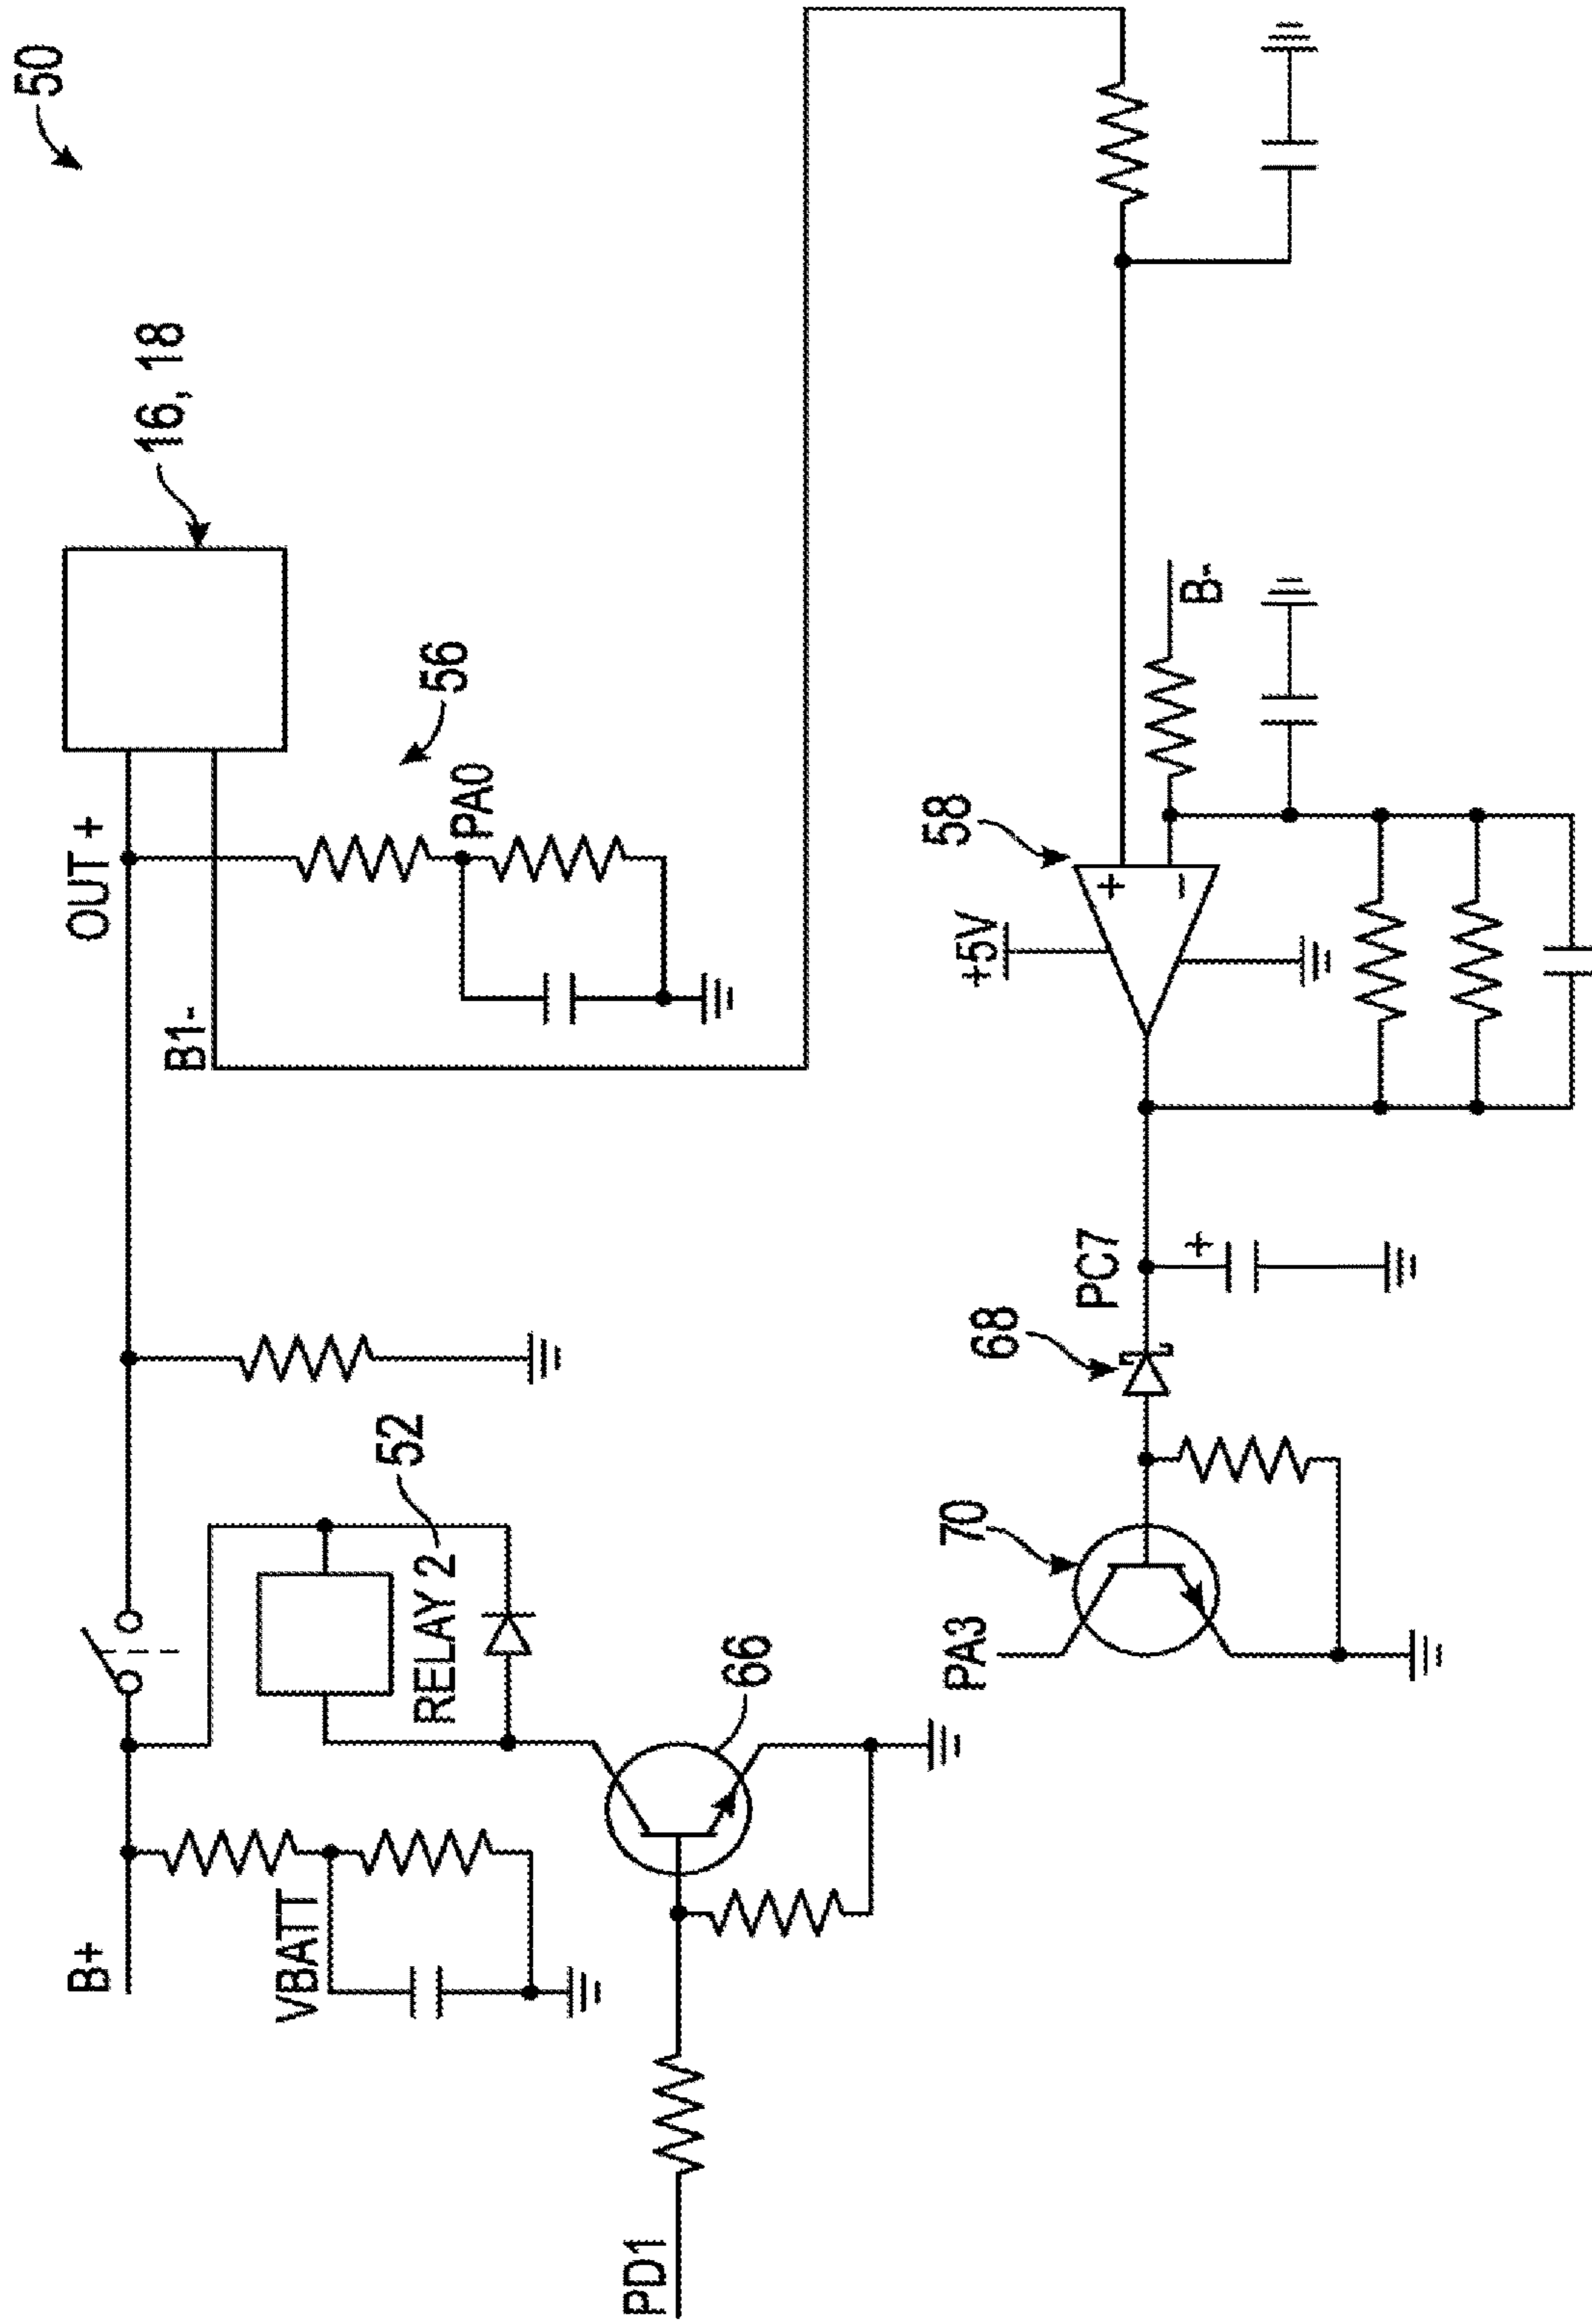 50
16, 18
OUT +
B1-
56
PA0
B+
VBATT
RELAY 2
52
66
PD1
58
+5V
+
−
B-
PC7
+
68
70
PA3